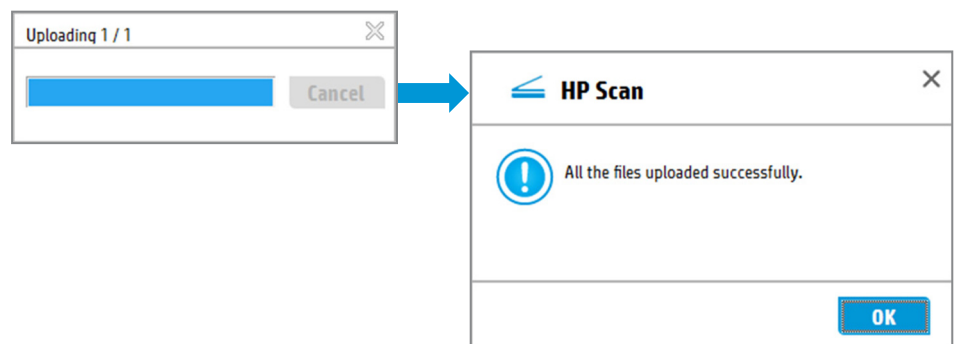 Uploading 1 / 1
Cancel
HP Scan
All the files uploaded successfully.
OK